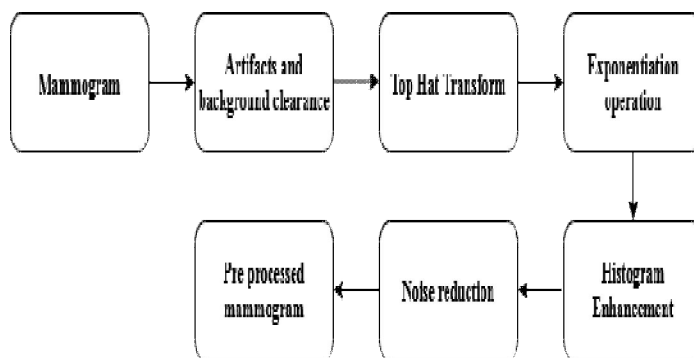 Mammogram
Artifacts and
background clearance
Top Hat Transform
Exponentiation
operation
Histogram
Enhancement
Noise reduction
Pre processed
mammogram